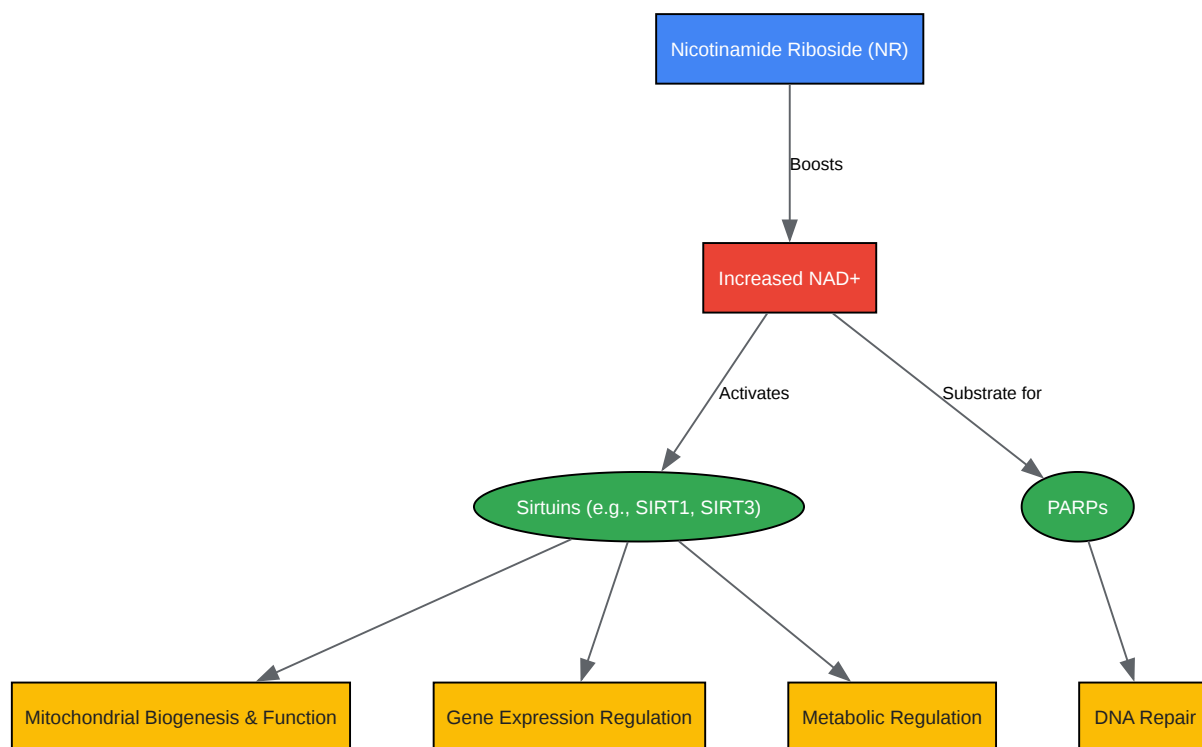 Nicotinamide Riboside (NR)
Boosts
Increased NAD+
Activates
Substrate for
Sirtuins (e.g., SIRT1, SIRT3)
PARPs
Mitochondrial Biogenesis & Function
Gene Expression Regulation
Metabolic Regulation
DNA Repair